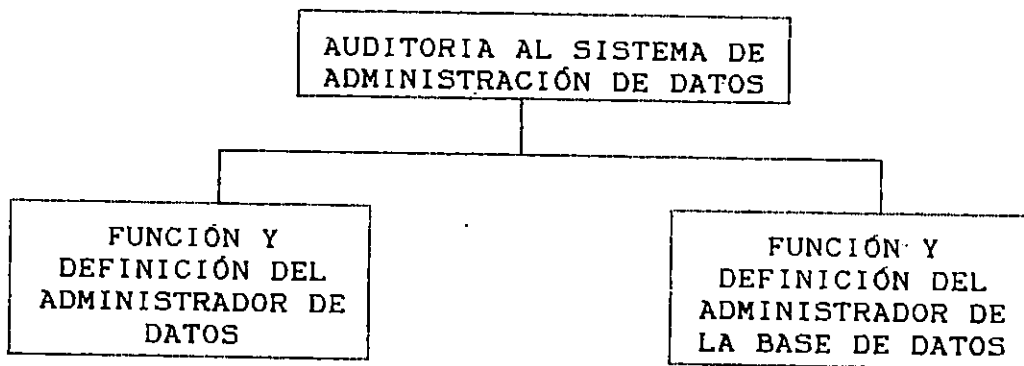 AUDITORIA AL SISTEMA DE
ADMINISTRACIÓN DE DATOS
FUNCIÓN Y
DEFINICIÓN DEL
ADMINISTRADOR DE
DATOS
FUNCIÓN Y
DEFINICIÓN DEL
ADMINISTRADOR DE
LA BASE DE DATOS